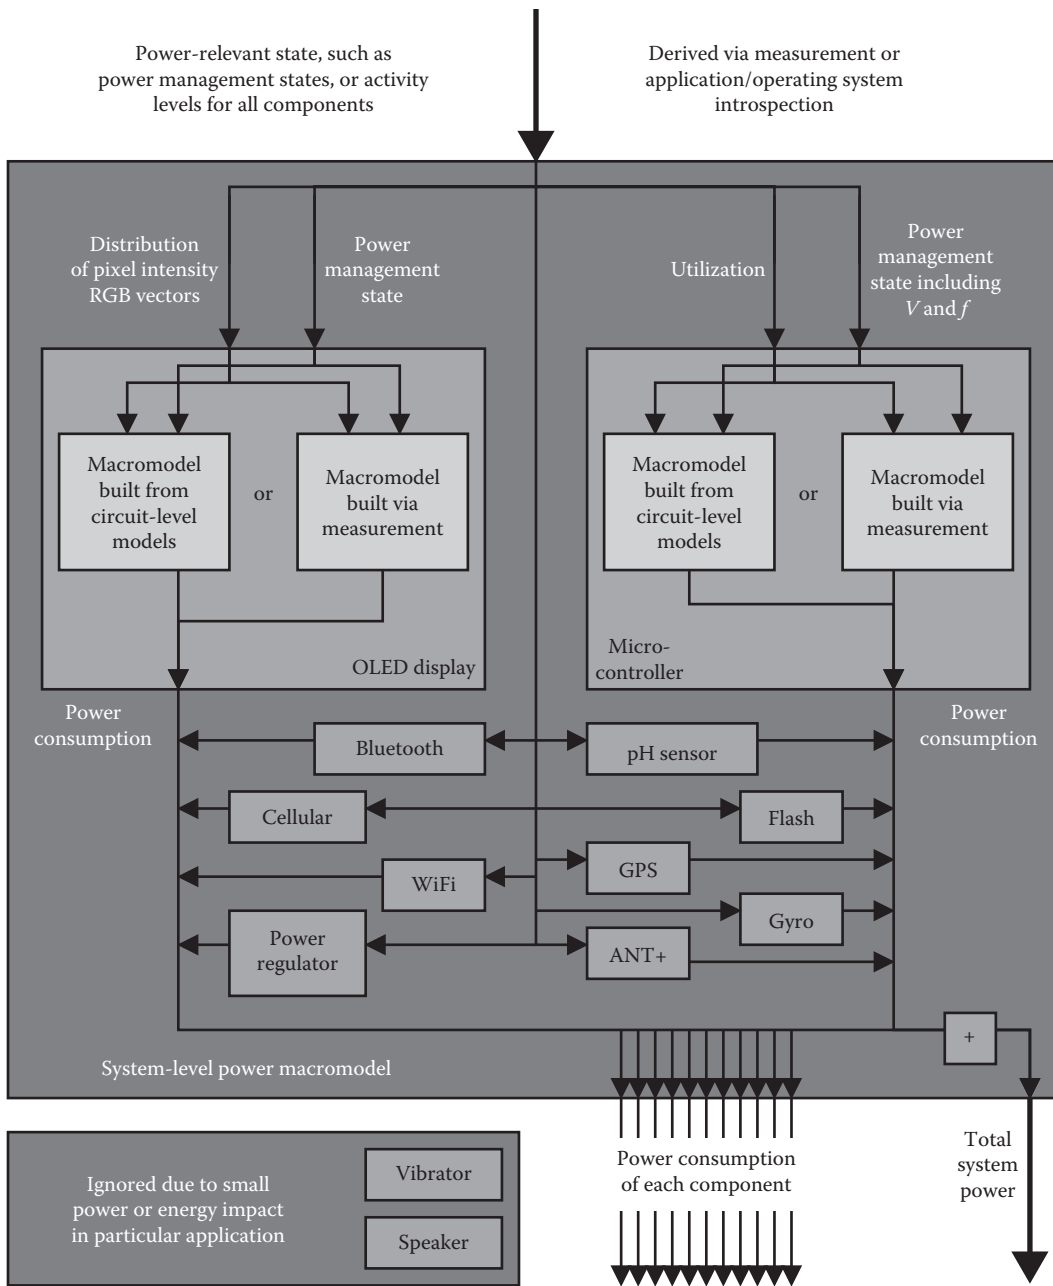 Power-relevant state, such as
power management states, or activity
levels for all components
Derived via measurement or
application/operating system
introspection
Distribution
of pixel intensity
RGB vectors
Power
management
state
Utilization
Power
management
state including
V and f
Macromodel
built from
circuit-level
models
or
Macromodel
built via
measurement
OLED display
Macromodel
built from
circuit-level
models
or
Macromodel
built via
measurement
Micro-
controller
Power
consumption
Power
consumption
Bluetooth
pH sensor
Cellular
Flash
WiFi
GPS
Gyro
Power
regulator
ANT+
+
System-level power macromodel
Ignored due to small
power or energy impact
in particular application
Vibrator
Speaker
Power consumption
of each component
Total
system
power